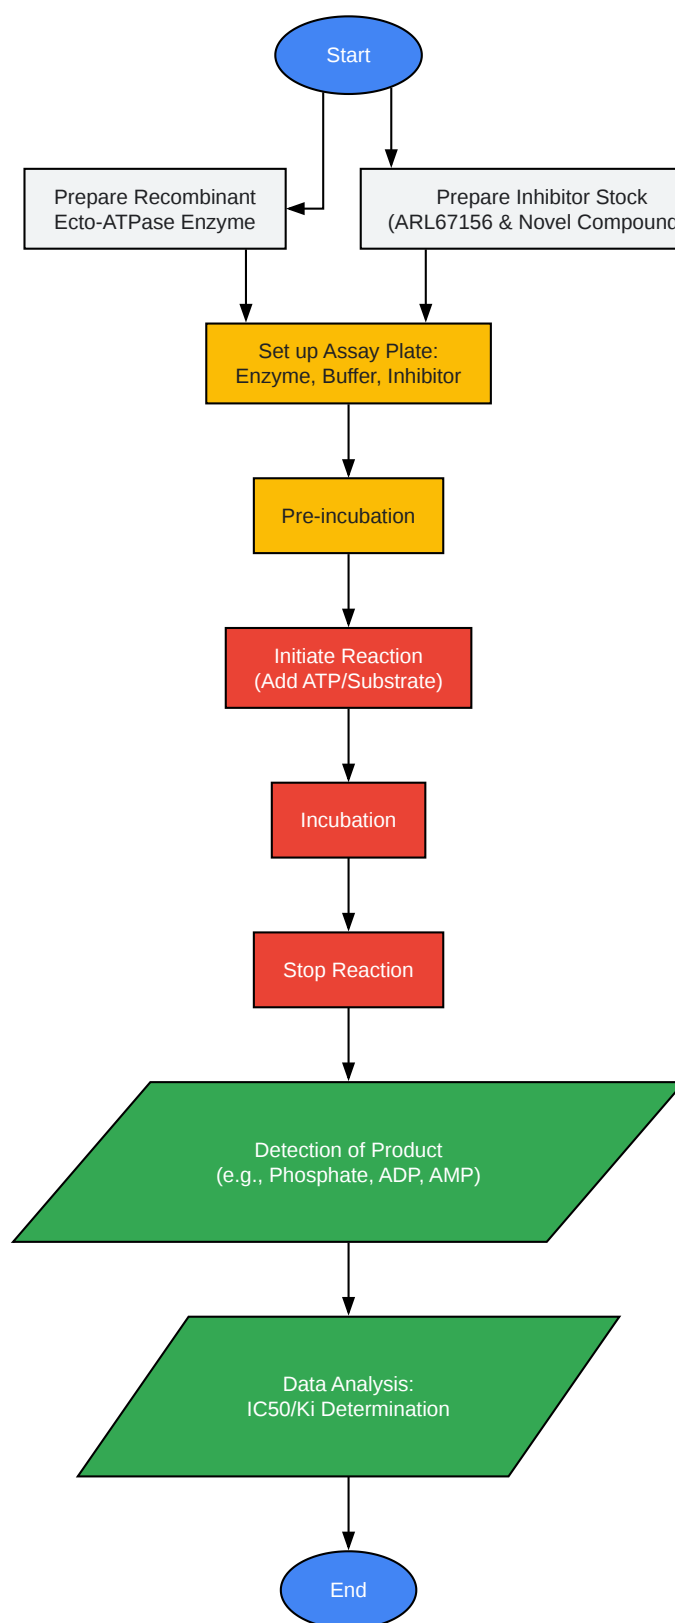 Start
Prepare Recombinant
Ecto-ATPase Enzyme
Prepare Inhibitor Stock
(ARL67156 & Novel Compound
Set up Assay Plate:
Enzyme, Buffer, Inhibitor
Pre-incubation
Initiate Reaction
(Add ATP/Substrate)
Incubation
Stop Reaction
Detection of Product
(e.g., Phosphate, ADP, AMP)
Data Analysis:
IC50/Ki Determination
End